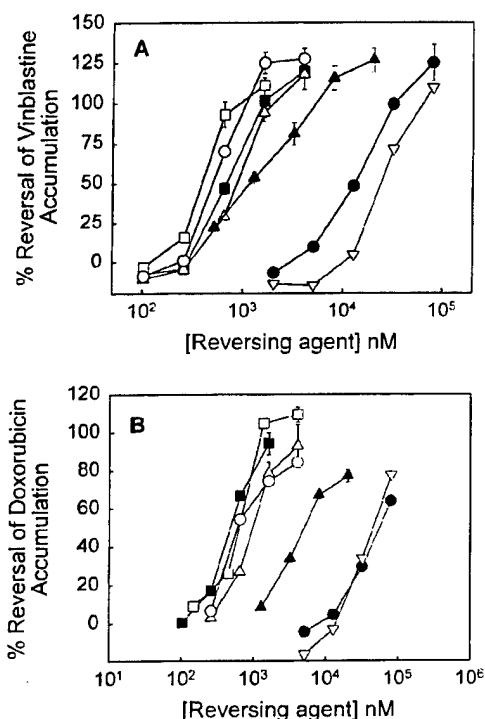 A
150
125
100
75
50
25
0
% Reversal of Vinblastine
Accumulation
10² 10³ 10⁴ 10⁵
[Reversing agent] nM
B
120
100
80
60
40
20
0
% Reversal of Doxorubicin
Accumulation
10¹ 10² 10³ 10⁴ 10⁵ 10⁶
[Reversing agent] nM